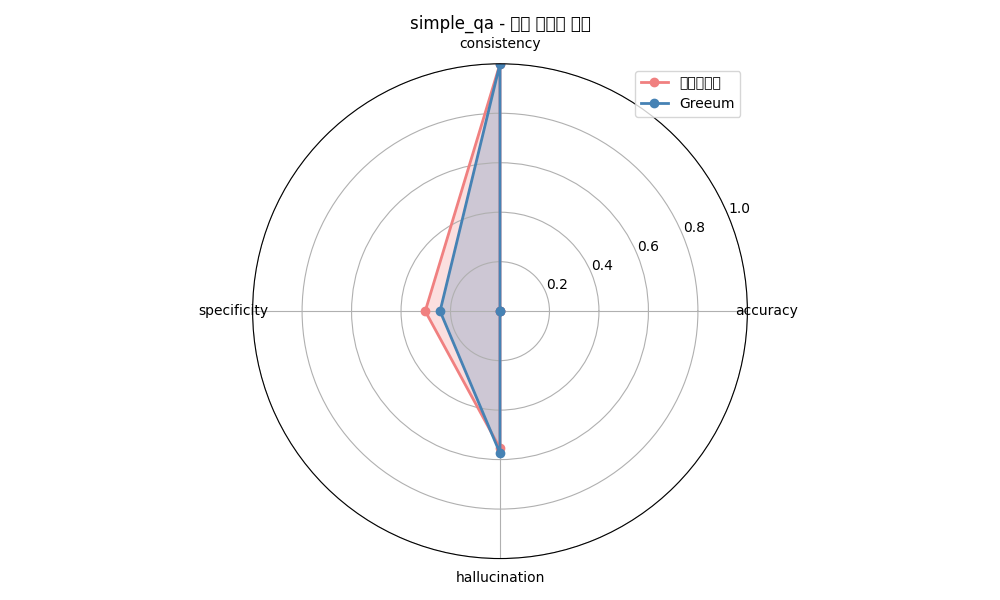 simple_qa -
consistency
Greeum
1.0
0.8
0.6
0.4
0.2
specificity
accuracy
hallucination